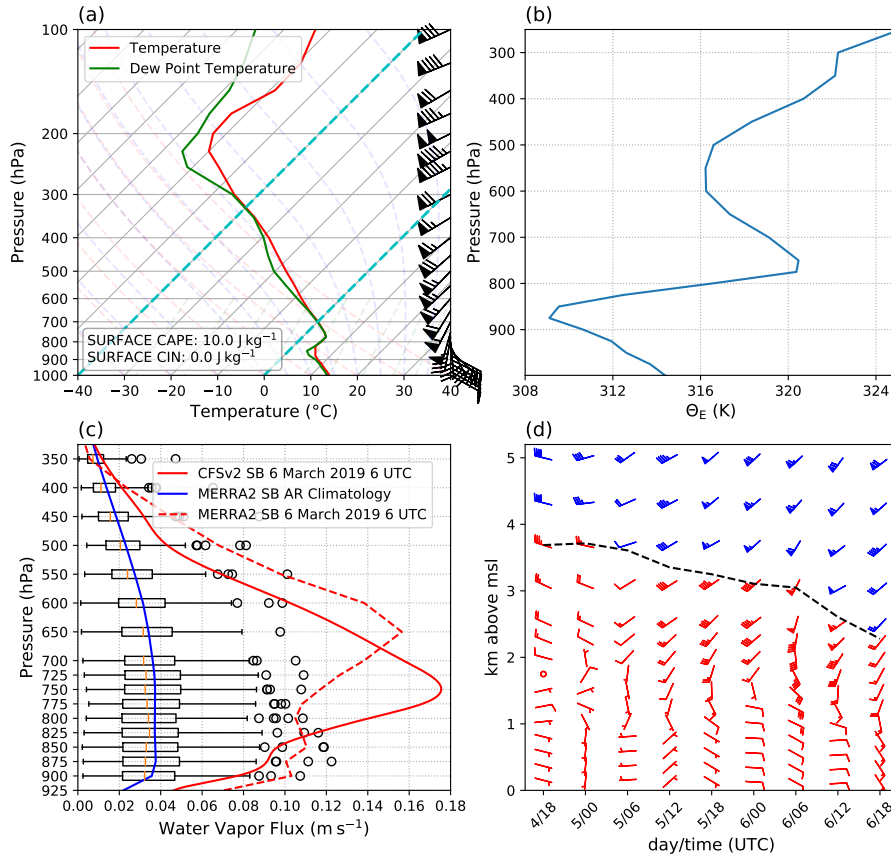 (a)
100
200
300
400
500
600
700
800
900
1000
Pressure (hPa)
Temperature
Dew Point Temperature
SURFACE CAPE: 10.0 J kg⁻¹
SURFACE CIN: 0.0 J kg⁻¹
−40 −30 −20 −10 0 10 20 30 40
Temperature (°C)
(b)
300
400
500
600
700
800
900
Pressure (hPa)
308 312 316 320 324
Θ_E (K)
(c)
350
400
450
500
550
600
650
700
725
750
775
800
825
850
875
900
925
Pressure (hPa)
CFSv2 SB 6 March 2019 6 UTC
MERRA2 SB AR Climatology
MERRA2 SB 6 March 2019 6 UTC
0.00 0.02 0.04 0.06 0.08 0.10 0.12 0.14 0.16 0.18
Water Vapor Flux (m s⁻¹)
(d)
5
4
3
2
1
0
km above msl
4/18 5/00 5/06 5/12 5/18 6/00 6/06 6/12 6/18
day/time (UTC)